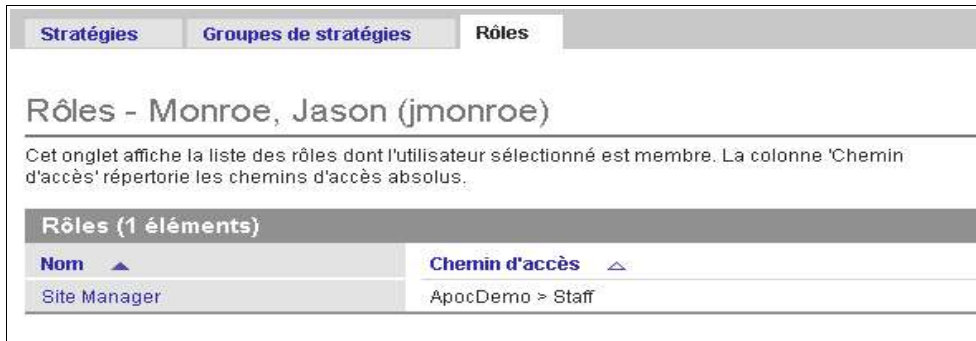 Stratégies Groupes de stratégies Rôles
Rôles - Monroe, Jason (jmonroe)
Cet onglet affiche la liste des rôles dont l'utilisateur sélectionné est membre. La colonne 'Chemin
d'accès' répertorie les chemins d'accès absolus.
Rôles (1 éléments)
Nom Chemin d'accès
Site Manager ApocDemo > Staff